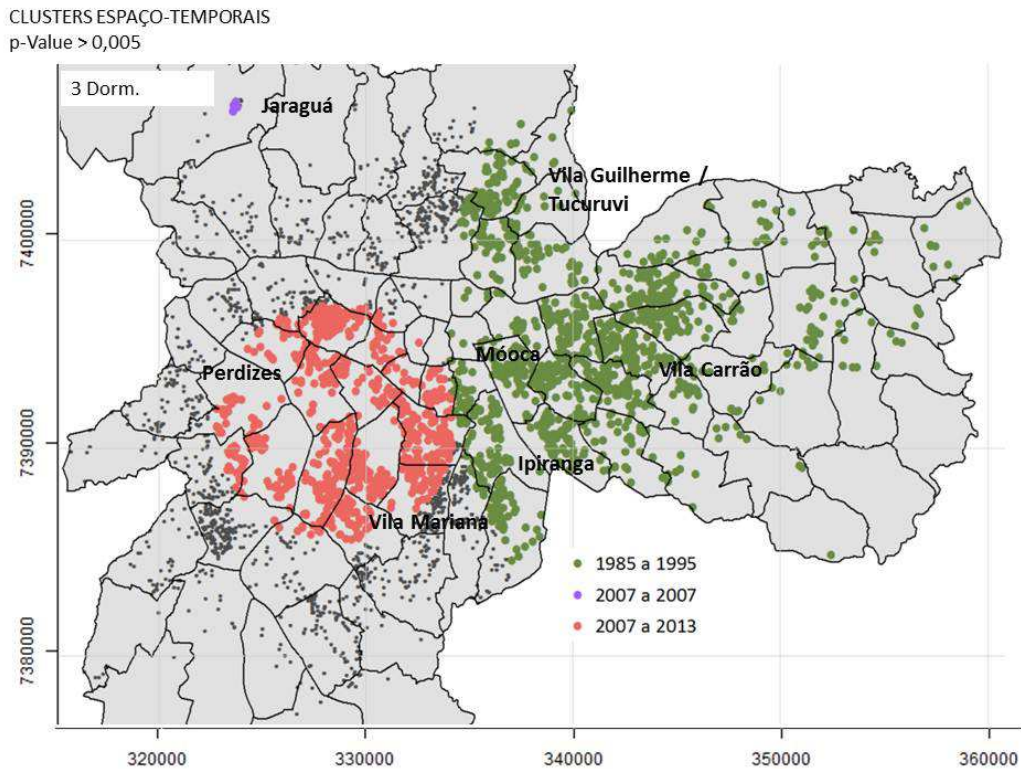 CLUSTERS ESPAÇO-TEMPORAIS
p-Value > 0,005
3 Dorm.
Jaraguá
Vila Guilherme /
Tucuruvi
7400000
Móoca
Perdizes
Vila Carrão
7390000
Ipiranga
Vila Mariana
1985 a 1995
2007 a 2007
2007 a 2013
7380000
320000
330000
340000
350000
360000